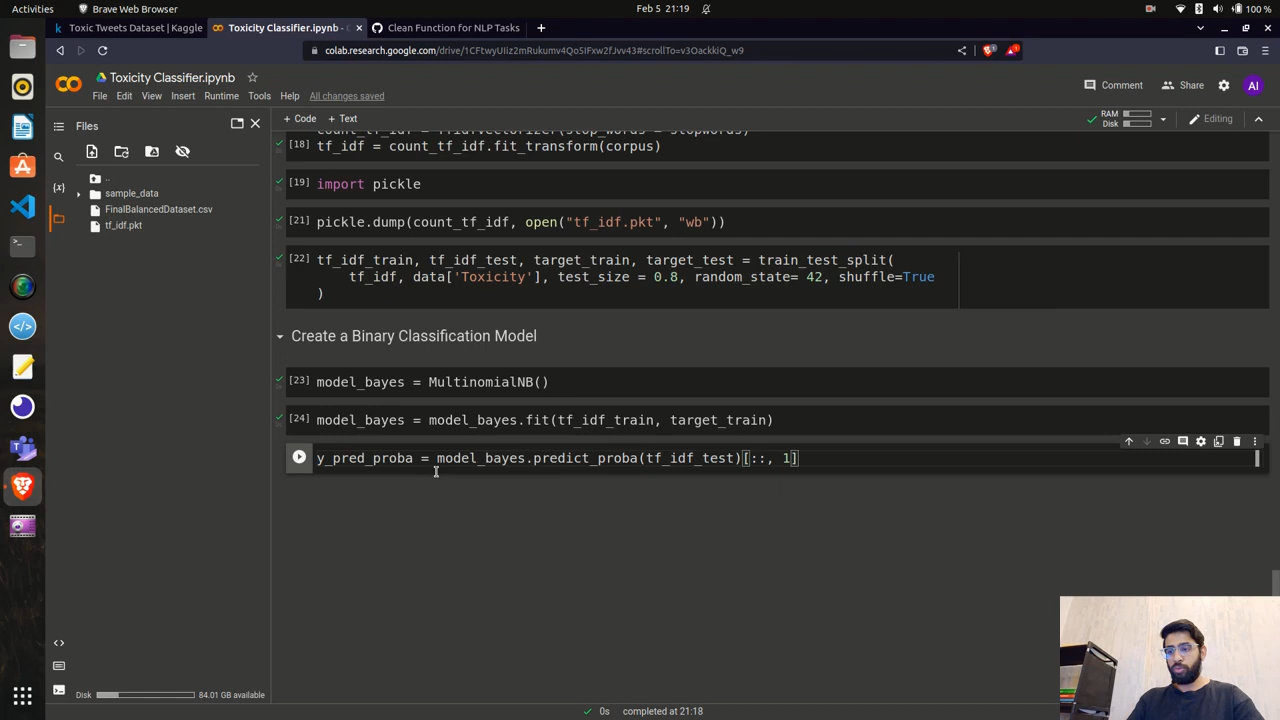 Activities
Brave Web Browser
Feb 5 21:19
100 %
Toxic Tweets Dataset | Kaggle
Toxicity Classifier.ipynb -
Clean Function for NLP Tasks
colab.research.google.com/drive/1CFtwyUIiz2mRukumv4Qo5IFxw2fJvv43#scrollTo=v3OackkiQ_w9
Toxicity Classifier.ipynb
Comment
Share
AI
File Edit View Insert Runtime Tools Help All changes saved
+ Code + Text
RAM
Disk
Editing
Files
..
sample_data
FinalBalancedDataset.csv
tf_idf.pkt
count_tf_idf = TfidfVectorizer(stop_words = stopwords)
[18] tf_idf = count_tf_idf.fit_transform(corpus)
[19] import pickle
[21] pickle.dump(count_tf_idf, open("tf_idf.pkt", "wb"))
[22] tf_idf_train, tf_idf_test, target_train, target_test = train_test_split(
tf_idf, data['Toxicity'], test_size = 0.8, random_state= 42, shuffle=True
)
Create a Binary Classification Model
[23] model_bayes = MultinomialNB()
[24] model_bayes = model_bayes.fit(tf_idf_train, target_train)
y_pred_proba = model_bayes.predict_proba(tf_idf_test)[::, 1]
Disk
84.01 GB available
0s completed at 21:18